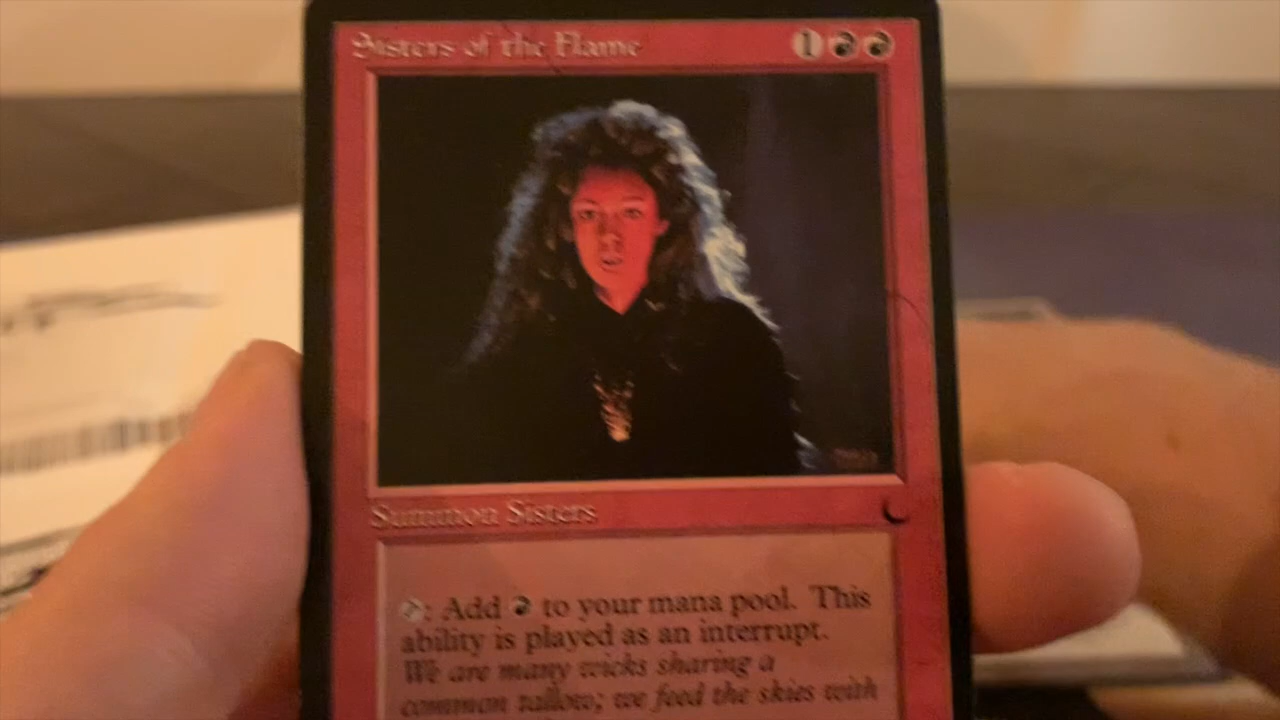 Sisters of the Flame 1
Summon Sisters
: Add to your mana pool. This
ability is played as an interrupt.
We are many wicks sharing a
common tallow; we feed the skies with